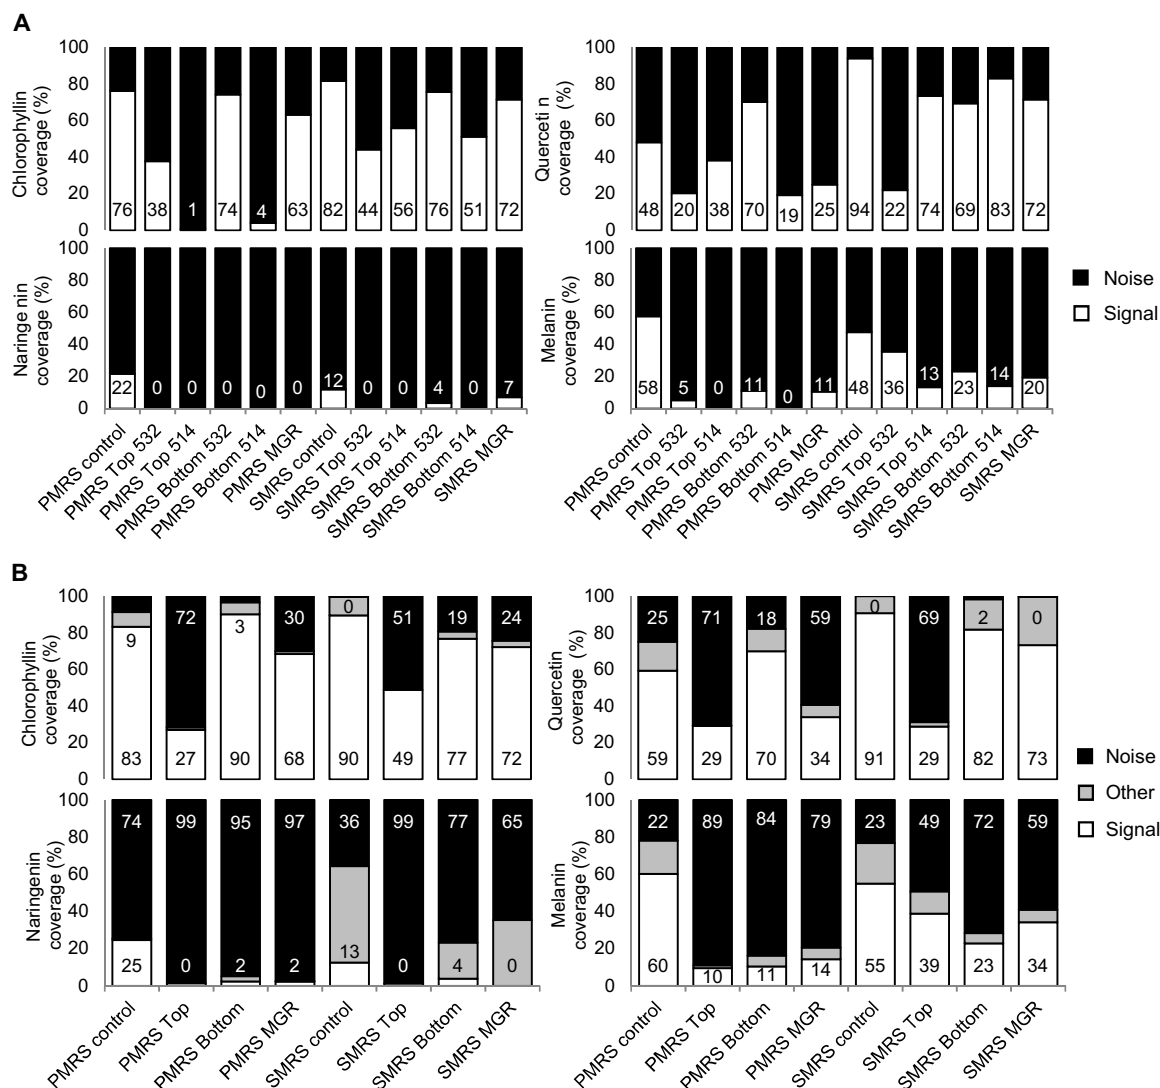 A
Chlorophyllin
coverage (%)
100
80
60
40
20
0
76 38 1 74 4 63 82 44 56 76 51 72
Querceti n
coverage (%)
100
80
60
40
20
0
48 20 38 70 19 25 94 22 74 69 83 72
Naringe nin
coverage (%)
100
80
60
40
20
0
22 0 0 0 0 0 12 0 0 4 0 7
Melanin
coverage (%)
100
80
60
40
20
0
58 5 0 11 0 11 48 36 13 23 14 20
Noise
Signal
PMRS control
PMRS Top 532
PMRS Top 514
PMRS Bottom 532
PMRS Bottom 514
PMRS MGR
SMRS control
SMRS Top 532
SMRS Top 514
SMRS Bottom 532
SMRS Bottom 514
SMRS MGR
PMRS control
PMRS Top 532
PMRS Top 514
PMRS Bottom 532
PMRS Bottom 514
PMRS MGR
SMRS control
SMRS Top 532
SMRS Top 514
SMRS Bottom 532
SMRS Bottom 514
SMRS MGR
B
Chlorophyllin
coverage (%)
100
80
60
40
20
0
9 72 3 30 0 51 19 24
83 27 90 68 90 49 77 72
Quercetin
coverage (%)
100
80
60
40
20
0
25 71 18 59 0 69 2 0
59 29 70 34 91 29 82 73
Naringenin
coverage (%)
100
80
60
40
20
0
74 99 95 97 36 99 77 65
25 0 2 2 13 0 4 0
Melanin
coverage (%)
100
80
60
40
20
0
22 89 84 79 23 49 72 59
60 10 11 14 55 39 23 34
Noise
Other
Signal
PMRS control
PMRS Top
PMRS Bottom
PMRS MGR
SMRS control
SMRS Top
SMRS Bottom
SMRS MGR
PMRS control
PMRS Top
PMRS Bottom
PMRS MGR
SMRS control
SMRS Top
SMRS Bottom
SMRS MGR